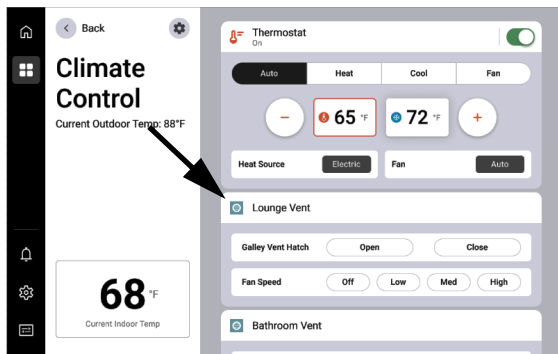 Back
Climate
Control
Current Outdoor Temp: 88°F
68 °F
Current Indoor Temp
Thermostat
On
Auto Heat Cool Fan
− 65 °F 72 °F +
Heat Source Electric Fan Auto
Lounge Vent
Galley Vent Hatch Open Close
Fan Speed Off Low Med High
Bathroom Vent